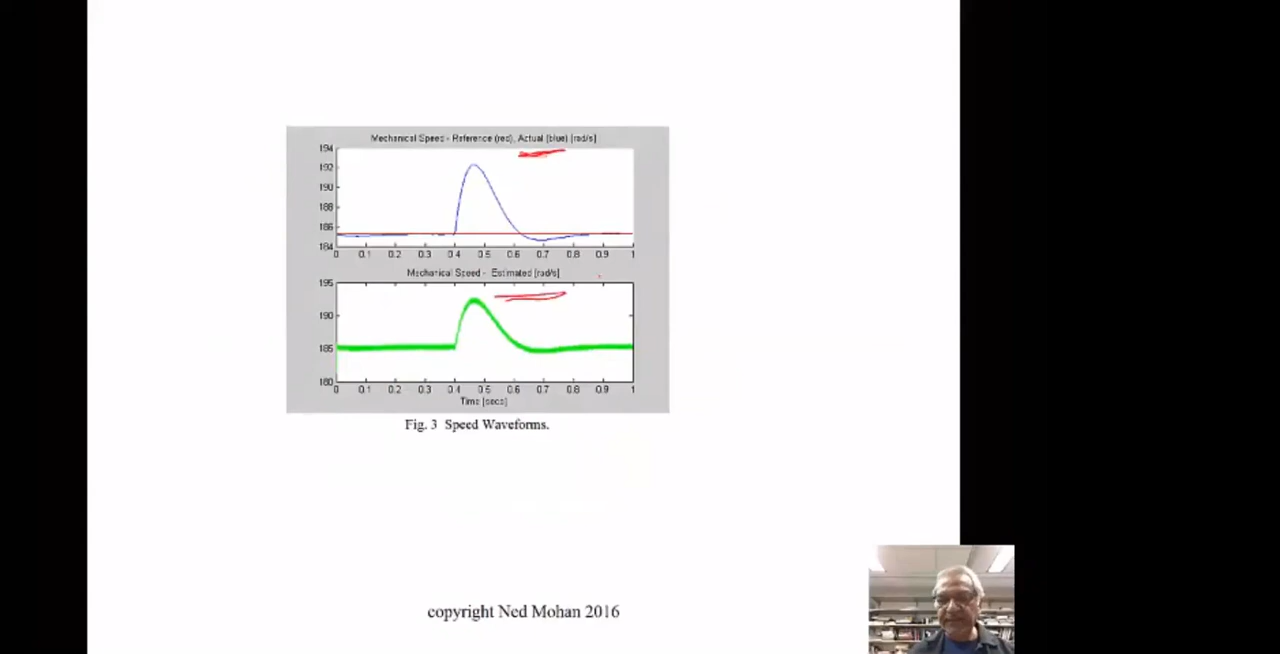 Mechanical Speed - Reference (red), Actual (blue) [rad/s]
194
192
190
188
186
184
0 0.1 0.2 0.3 0.4 0.5 0.6 0.7 0.8 0.9 1
Mechanical Speed - Estimated [rad/s]
195
190
185
180
0 0.1 0.2 0.3 0.4 0.5 0.6 0.7 0.8 0.9 1
Time [secs]
Fig. 3 Speed Waveforms.
copyright Ned Mohan 2016